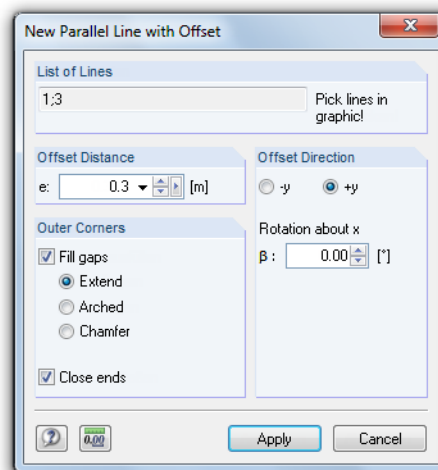 New Parallel Line with Offset
List of Lines
1;3
Pick lines in
graphic!
Offset Distance
e: 0.3 [m]
Offset Direction
-y +y
Rotation about x
β : 0.00 [°]
Outer Corners
Fill gaps
Extend
Arched
Chamfer
Close ends
0.00
Apply
Cancel